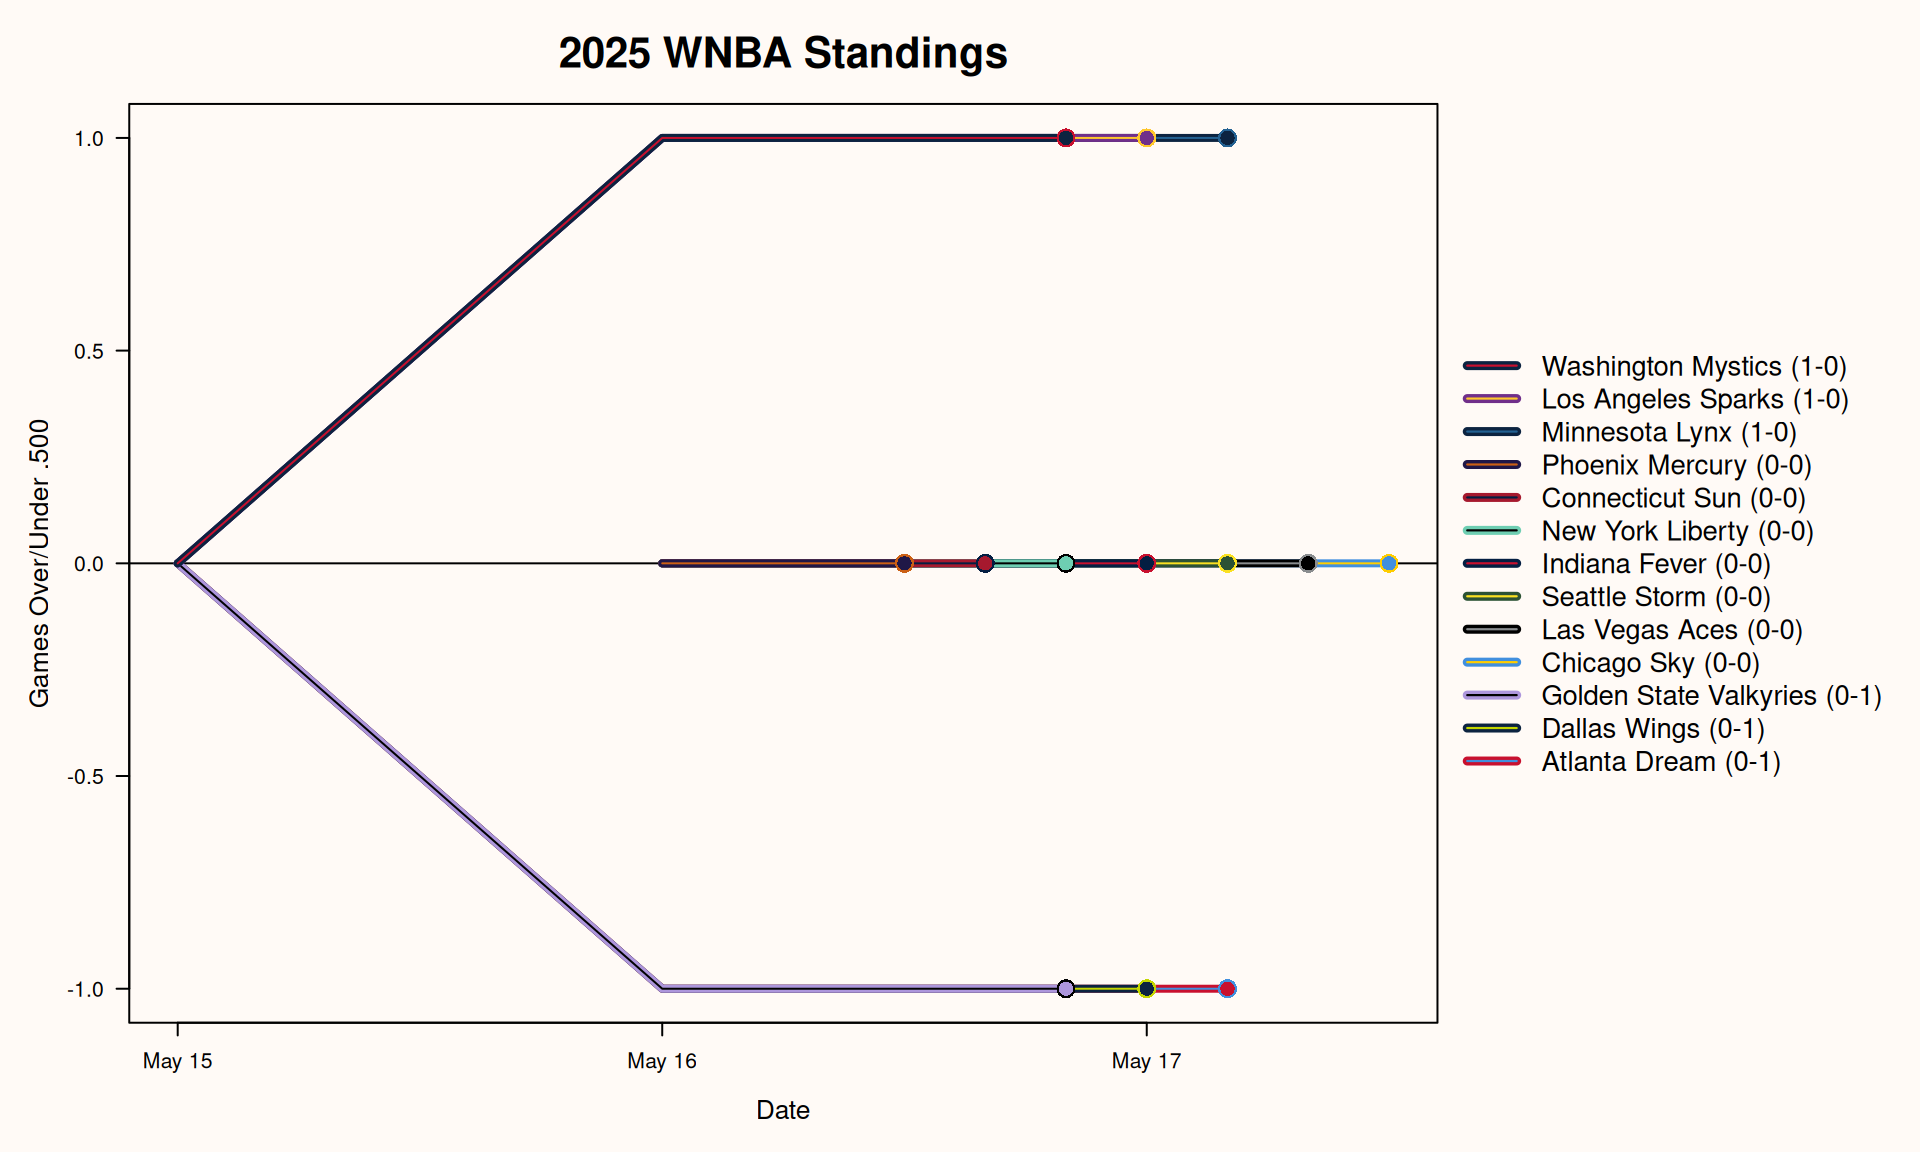 2025 WNBA Standings
Games Over/Under .500
1.0
0.5
0.0
-0.5
-1.0
May 15
May 16
May 17
Date
Washington Mystics (1-0)
Los Angeles Sparks (1-0)
Minnesota Lynx (1-0)
Phoenix Mercury (0-0)
Connecticut Sun (0-0)
New York Liberty (0-0)
Indiana Fever (0-0)
Seattle Storm (0-0)
Las Vegas Aces (0-0)
Chicago Sky (0-0)
Golden State Valkyries (0-1)
Dallas Wings (0-1)
Atlanta Dream (0-1)